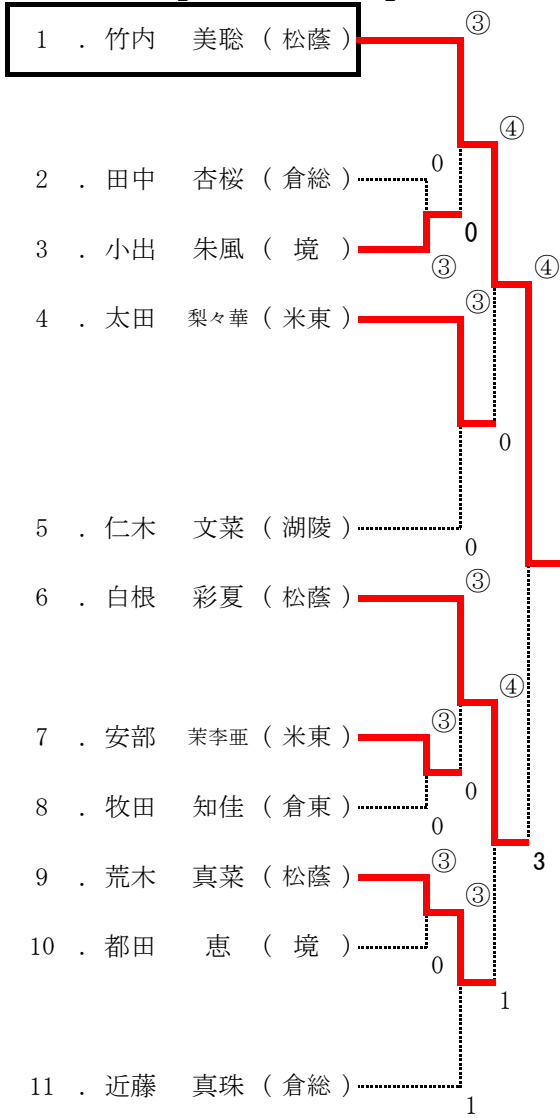 ③
1 . 竹内 美聡 ( 松蔭 )
④
0
2 . 田中 杏桜 ( 倉総 )
0
3 . 小出 朱風 ( 境 )
③
④
③
4 . 太田 梨々華 ( 米東 )
0
5 . 仁木 文菜 ( 湖陵 )
0
③
6 . 白根 彩夏 ( 松蔭 )
④
③
7 . 安部 茉李亜 ( 米東 )
0
8 . 牧田 知佳 ( 倉東 )
0
③
3
9 . 荒木 真菜 ( 松蔭 )
③
10 . 都田 恵 ( 境 )
0
1
11 . 近藤 真珠 ( 倉総 )
1